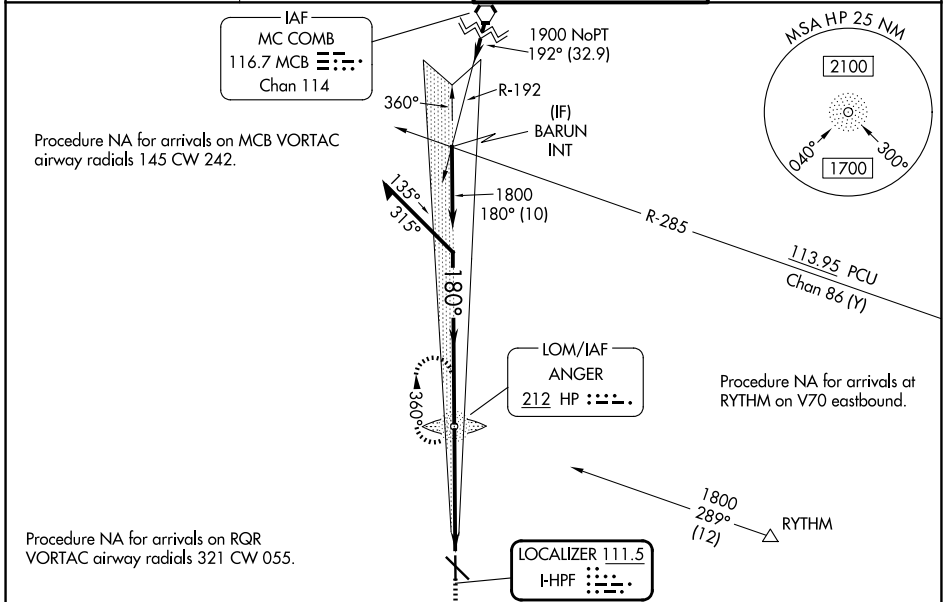 IAF
MC COMB
116.7 MCB
Chan 114
1900 NoPT
192° (32.9)
R-192
360°
(IF)
BARUN
INT
MSA HP 25 NM
2100
040°
300°
1700
Procedure NA for arrivals on MCB VORTAC
airway radials 145 CW 242.
135°
315°
1800
180° (10)
R-285
113.95 PCU
Chan 86 (Y)
180°
LOM/IAF
ANGER
212 HP
360°
Procedure NA for arrivals at
RYTHM on V70 eastbound.
1800
289°
(12)
RYTHM
Procedure NA for arrivals on RQR
VORTAC airway radials 321 CW 055.
LOCALIZER 111.5
I-HPF